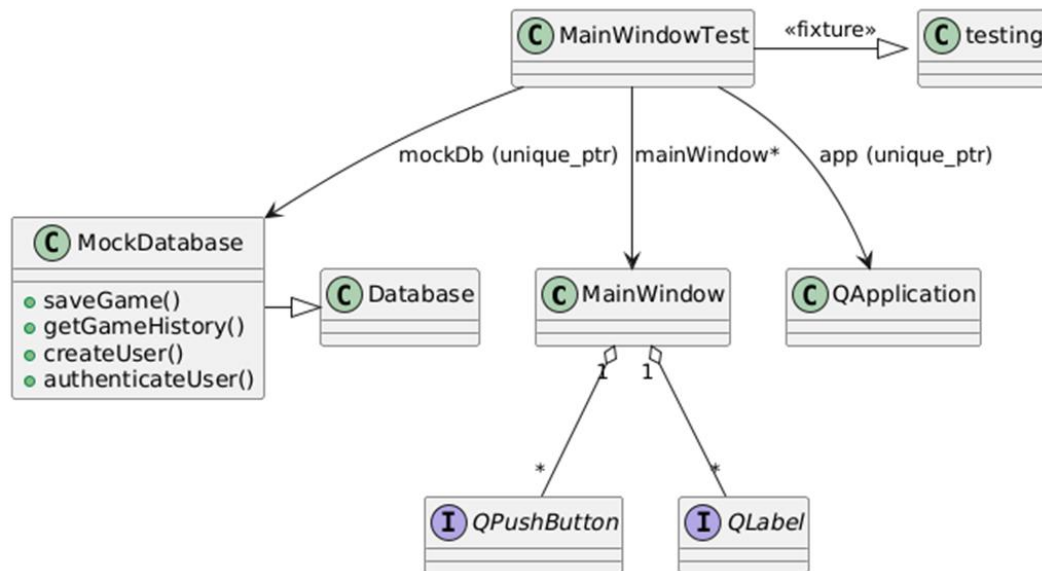 C MainWindowTest
«fixture»
C testing
mockDb (unique_ptr)
mainWindow*
app (unique_ptr)
C MockDatabase
saveGame()
getGameHistory()
createUser()
authenticateUser()
C Database
C MainWindow
C QApplication
1
1
*
*
I QPushButton
I QLabel